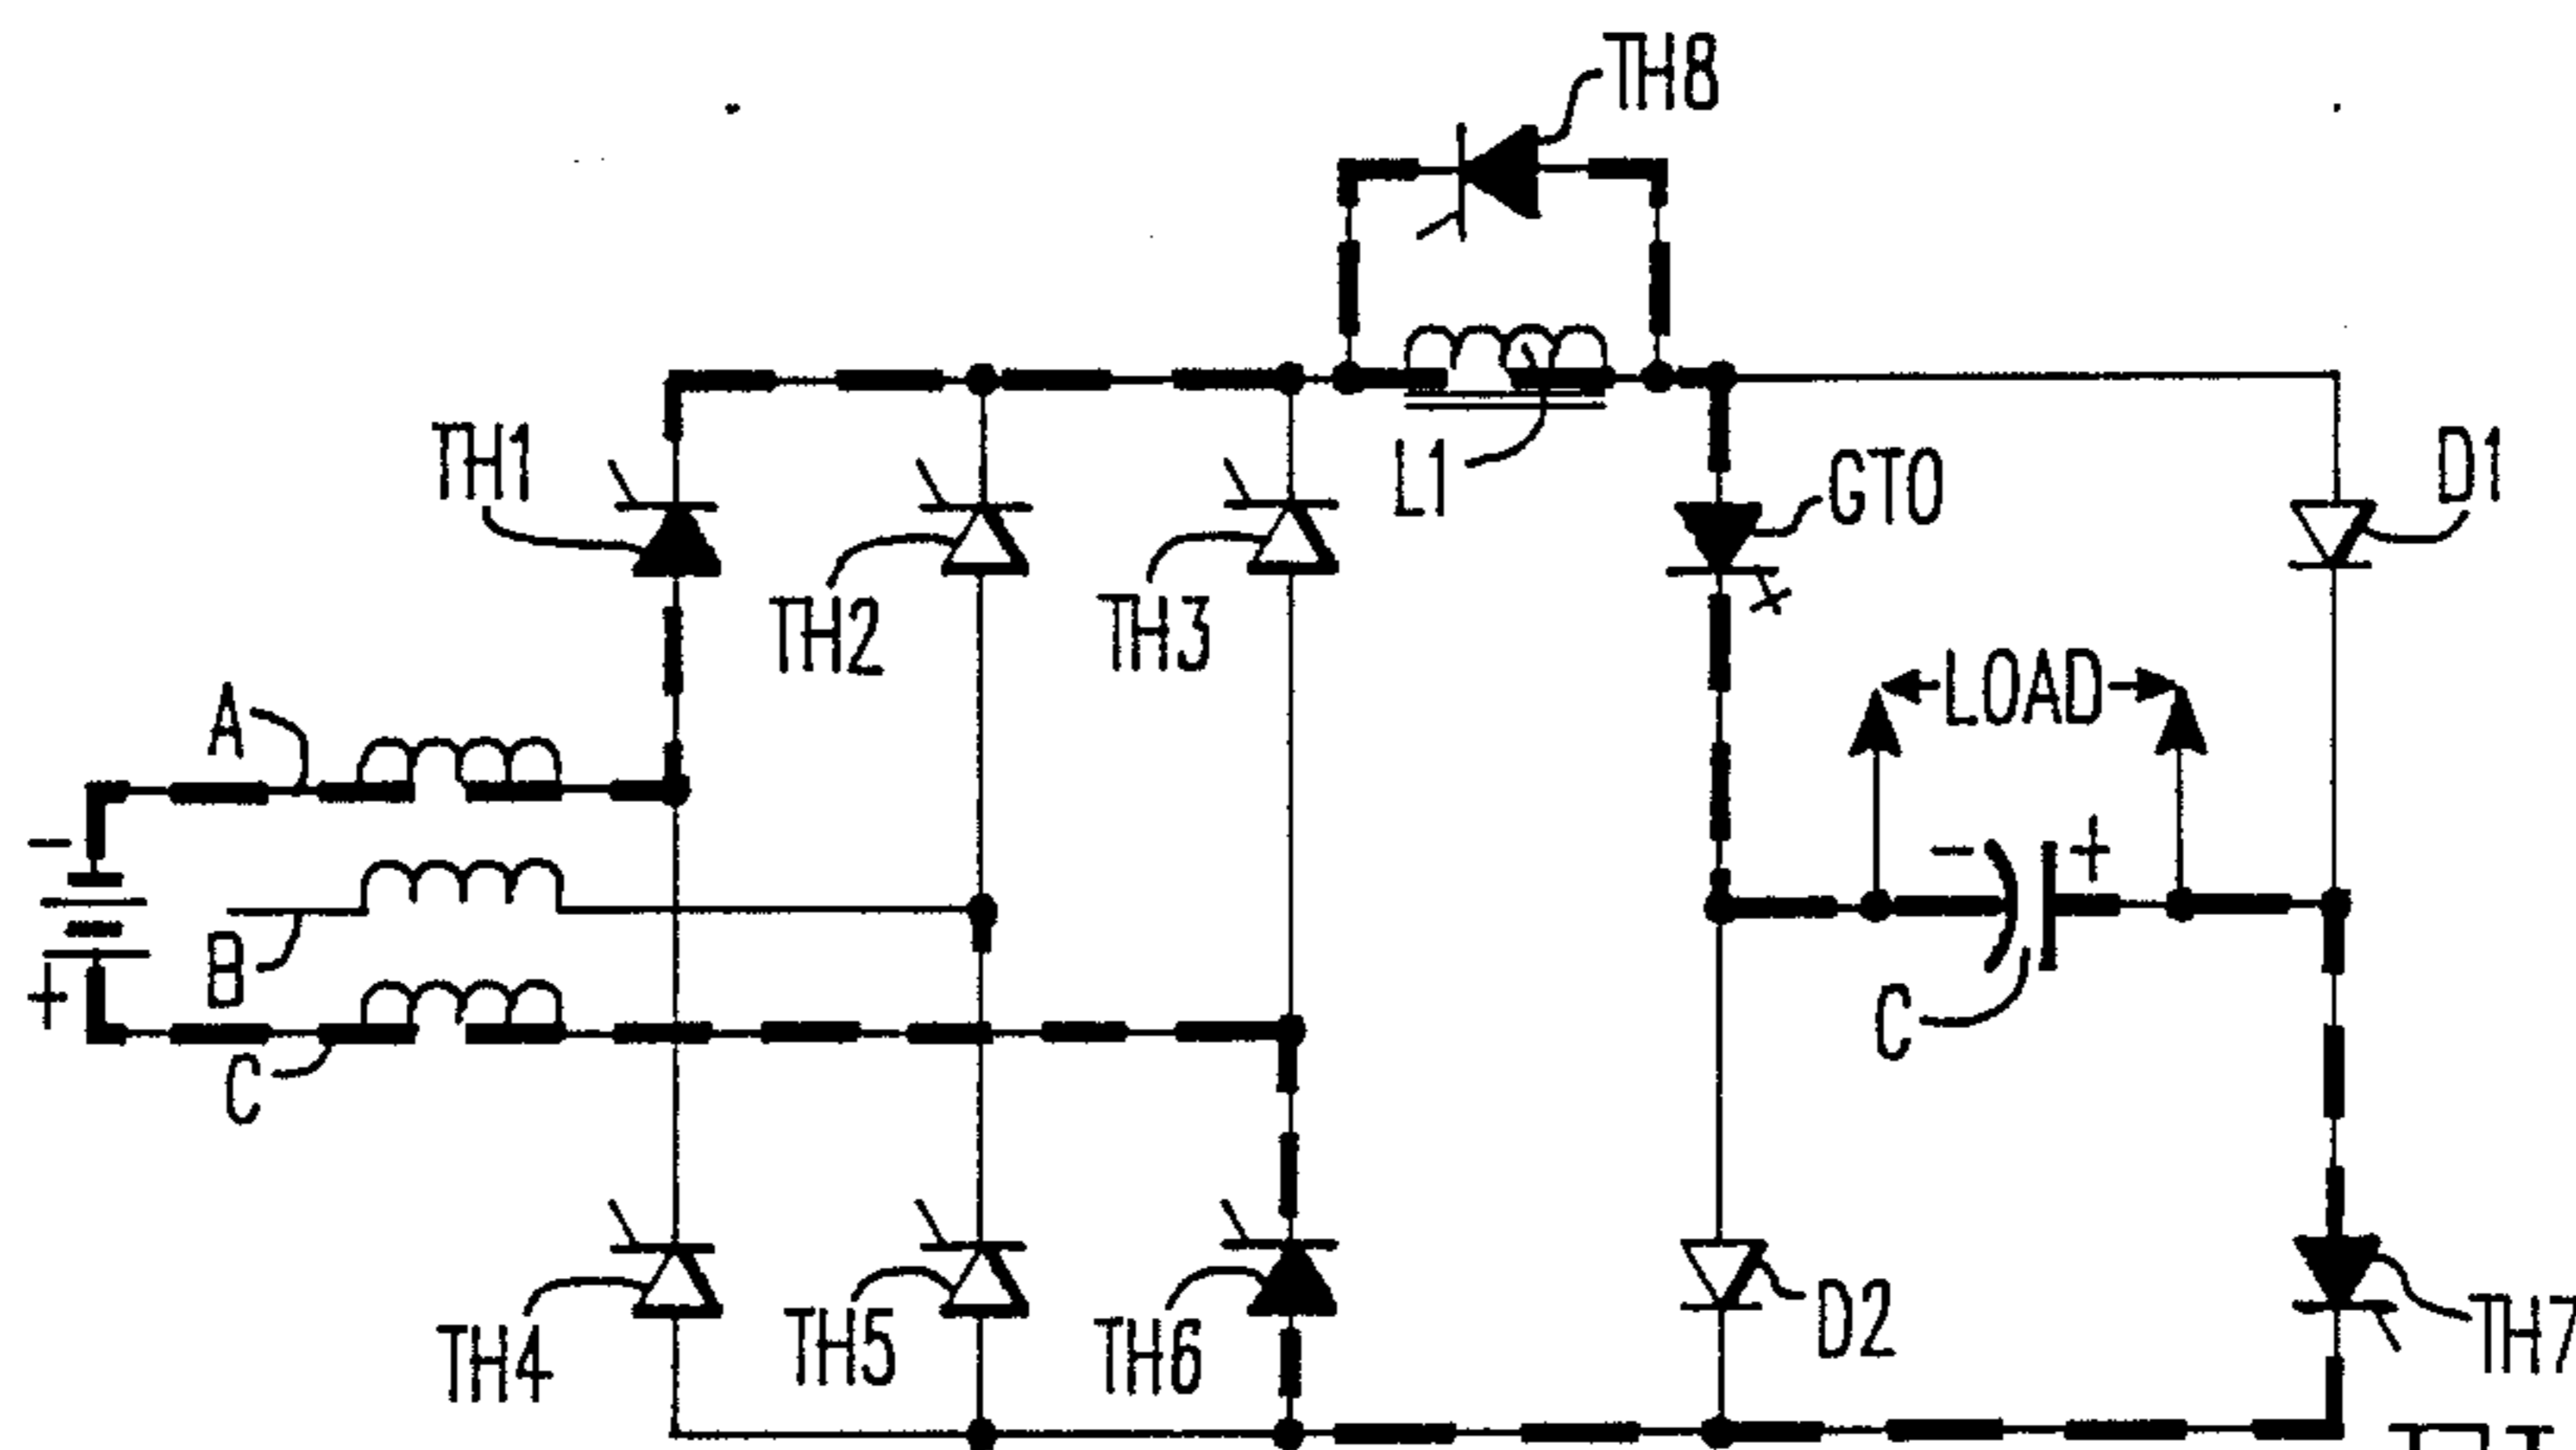 TH8
TH1
TH2
TH3
L1
GTO
D1
A
LOAD
-
- +
B
+
C
C
TH4
TH5
TH6
D2
TH7